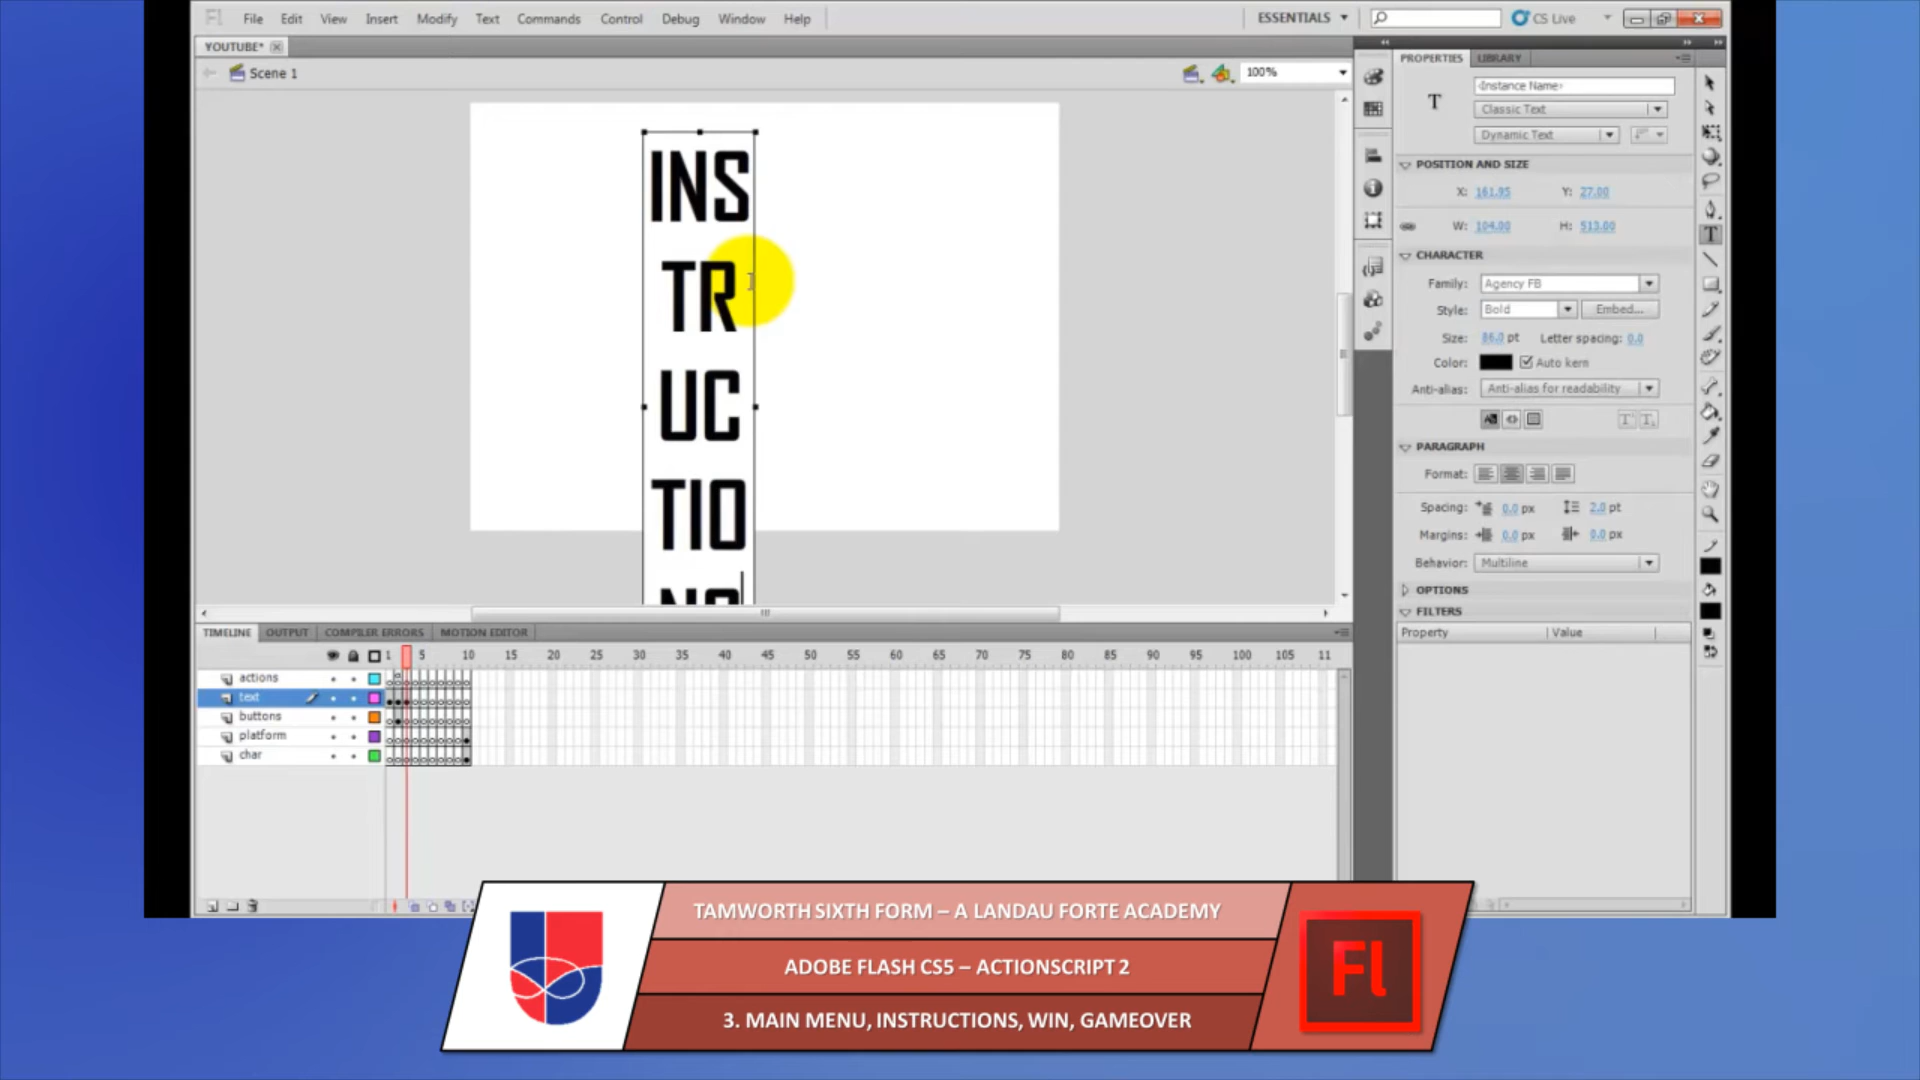 Fl File Edit View Insert Modify Text Commands Control Debug Window Help ESSENTIALS CS Live
YOUTUBE*
Scene 1
100%
INS
TR
UC
TIO
NS
PROPERTIES LIBRARY
<Instance Name>
T
Classic Text
Dynamic Text
POSITION AND SIZE
X: 161.95 Y: 27.00
W: 104.00 H: 513.00
CHARACTER
Family: Agency FB
Style: Bold Embed...
Size: 86.0 pt Letter spacing: 0.0
Color: Auto kern
Anti-alias: Anti-alias for readability
PARAGRAPH
Format:
Spacing: 0.0 px 2.0 pt
Margins: 0.0 px 0.0 px
Behavior: Multiline
OPTIONS
FILTERS
Property Value
TIMELINE OUTPUT COMPILER ERRORS MOTION EDITOR
1 5 10 15 20 25 30 35 40 45 50 55 60 65 70 75 80 85 90 95 100 105 11
actions
text
buttons
platform
char
TAMWORTH SIXTH FORM – A LANDAU FORTE ACADEMY
ADOBE FLASH CS5 – ACTIONSCRIPT 2
3. MAIN MENU, INSTRUCTIONS, WIN, GAMEOVER
Fl